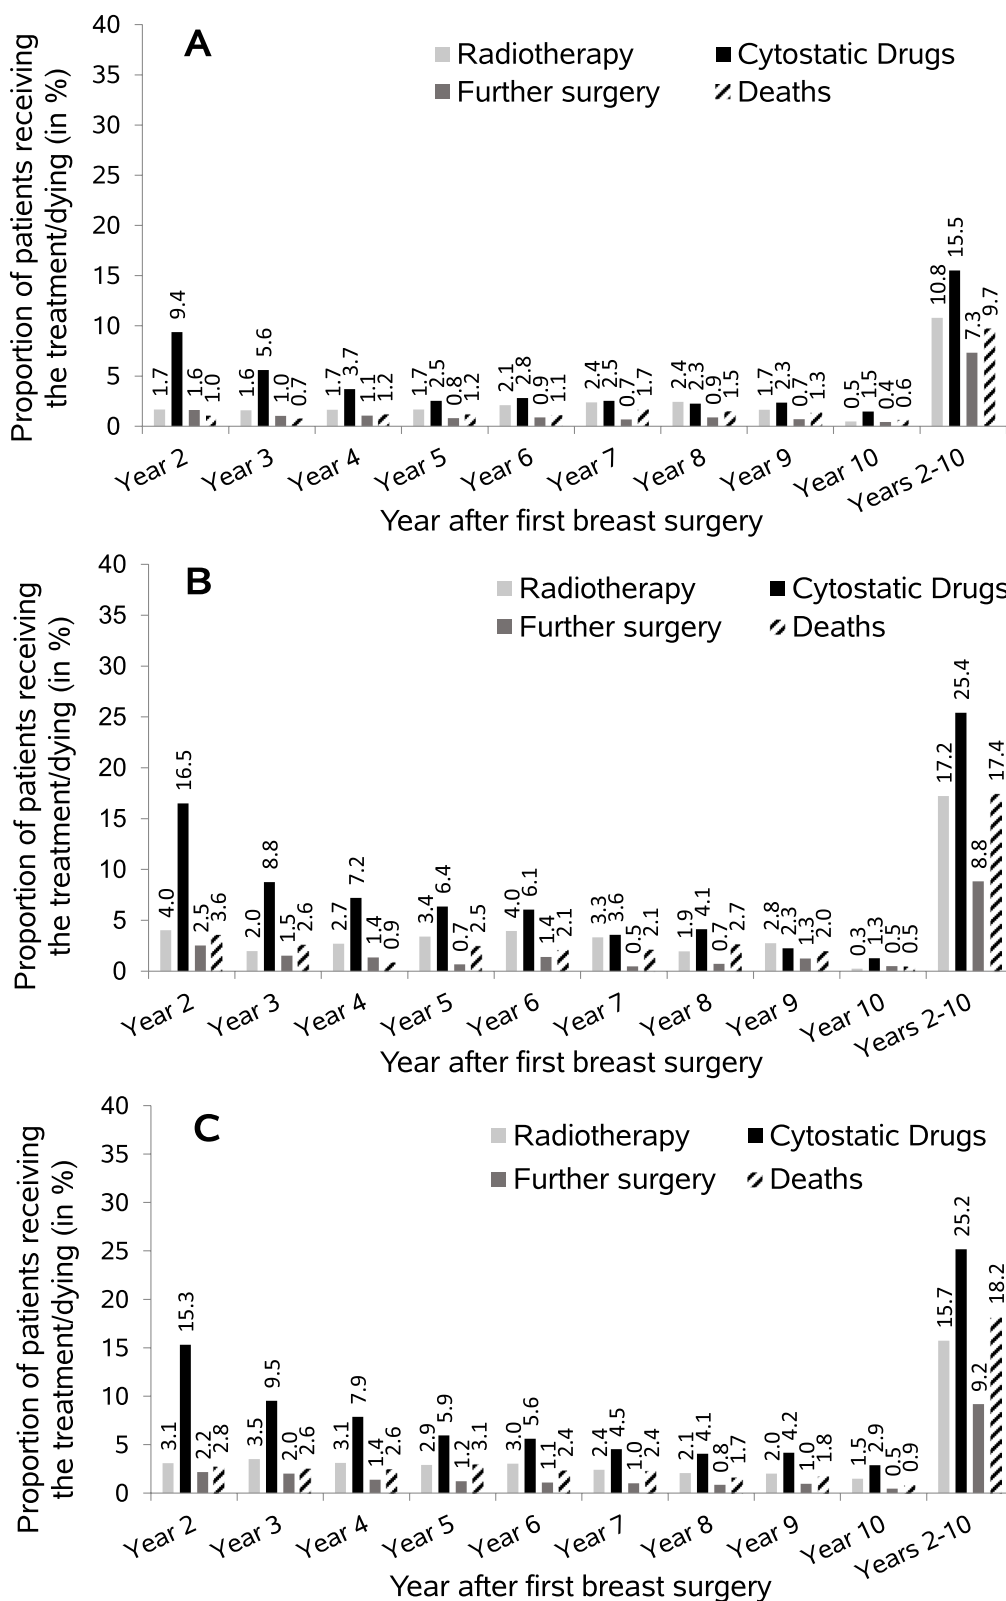 A
Radiotherapy
Cytostatic Drugs
Further surgery
Deaths
Proportion of patients receiving
the treatment/dying (in %)
40
35
30
25
20
15
10
5
0
1.7 9.4 1.6 1.0
1.6 5.6 1.0 0.7
1.7 3.7 1.1 1.2
1.7 2.5 0.8 1.2
2.1 2.8 0.9 1.1
2.4 2.5 0.7 1.7
2.4 2.3 0.9 1.5
1.7 2.3 0.7 1.3
0.5 1.5 0.4 0.6
10.8 15.5 7.3 9.7
Year 2 Year 3 Year 4 Year 5 Year 6 Year 7 Year 8 Year 9 Year 10 Years 2-10
Year after first breast surgery
B
Radiotherapy
Cytostatic Drugs
Further surgery
Deaths
Proportion of patients receiving
the treatment/dying (in %)
40
35
30
25
20
15
10
5
0
4.0 16.5 2.5 3.6
2.0 8.8 1.5 2.6
2.7 7.2 1.4 0.9
3.4 6.4 0.7 2.5
4.0 6.1 1.4 2.1
3.3 3.6 0.5 2.1
1.9 4.1 0.7 2.7
2.8 2.3 1.3 2.0
0.3 1.3 0.5 0.5
17.2 25.4 8.8 17.4
Year 2 Year 3 Year 4 Year 5 Year 6 Year 7 Year 8 Year 9 Year 10 Years 2-10
Year after first breast surgery
C
Radiotherapy
Cytostatic Drugs
Further surgery
Deaths
Proportion of patients receiving
the treatment/dying (in %)
40
35
30
25
20
15
10
5
0
3.1 15.3 2.2 2.8
3.5 9.5 2.0 2.6
3.1 7.9 1.4 2.6
2.9 5.9 1.2 3.1
3.0 5.6 1.1 2.4
2.4 4.5 1.0 2.4
2.1 4.1 0.8 1.7
2.0 4.2 1.0 1.8
1.5 2.9 0.5 0.9
15.7 25.2 9.2 18.2
Year 2 Year 3 Year 4 Year 5 Year 6 Year 7 Year 8 Year 9 Year 10 Years 2-10
Year after first breast surgery